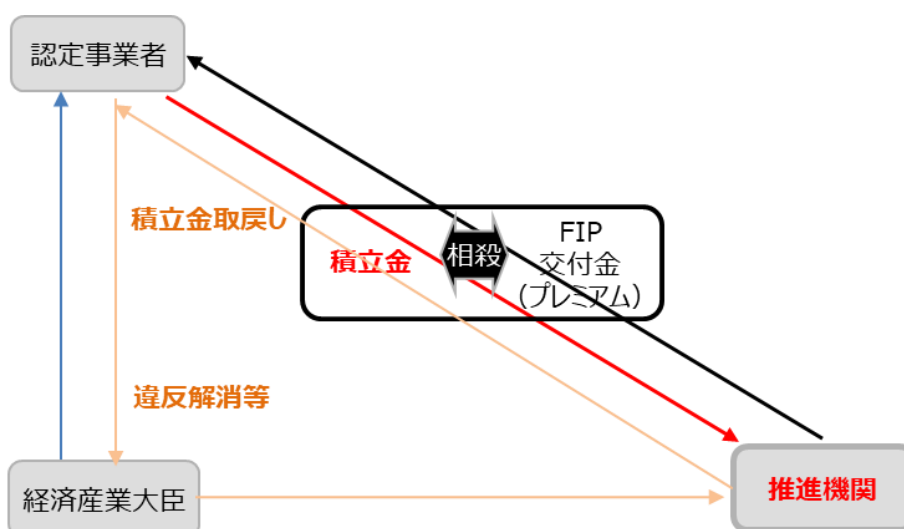 認定事業者
積立金取戻し
積立金
相殺
FIP
交付金
(プレミアム)
違反解消等
経済産業大臣
推進機関